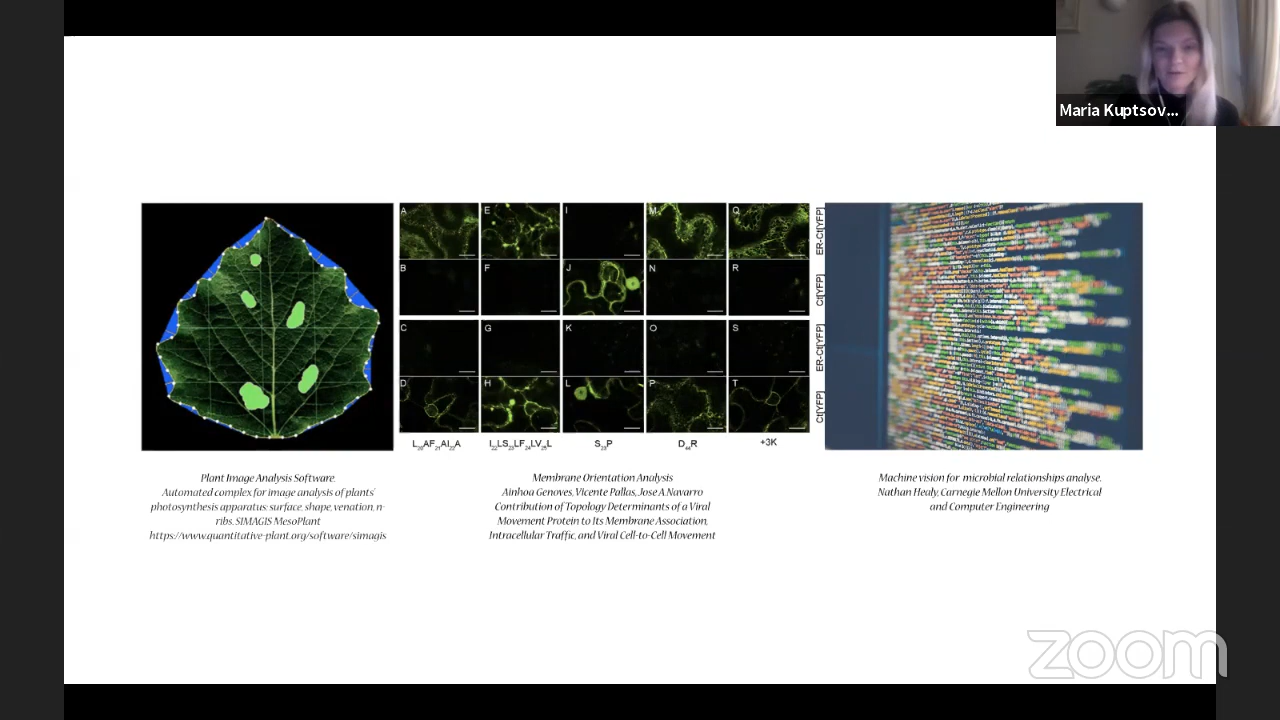 Maria Kuptsov...
A
E
I
M
Q
B
F
J
N
R
C
G
K
O
S
D
H
L
P
T
ER-Ct[YFP]
Ct[YFP]
ER-Ct[YFP]
Ct[YFP]
S23P
D44R
+3K
Plant Image Analysis Software.
Automated complex for image analysis of plants'
photosynthesis apparatus: surface, shape, venation, n-
ribs. SIMAGIS MesoPlant
https://www.quantitative-plant.org/software/simagis
Membrane Orientation Analysis
Ainhoa Genoves, Vicente Pallas, Jose A Navarro
Contribution of Topology Determinants of a Viral
Movement Protein to Its Membrane Association,
Intracellular Traffic, and Viral Cell-to-Cell Movement
Machine vision for microbial relationships analyse.
Nathan Healy, Carnegie Mellon University Electrical
and Computer Engineering
zoom